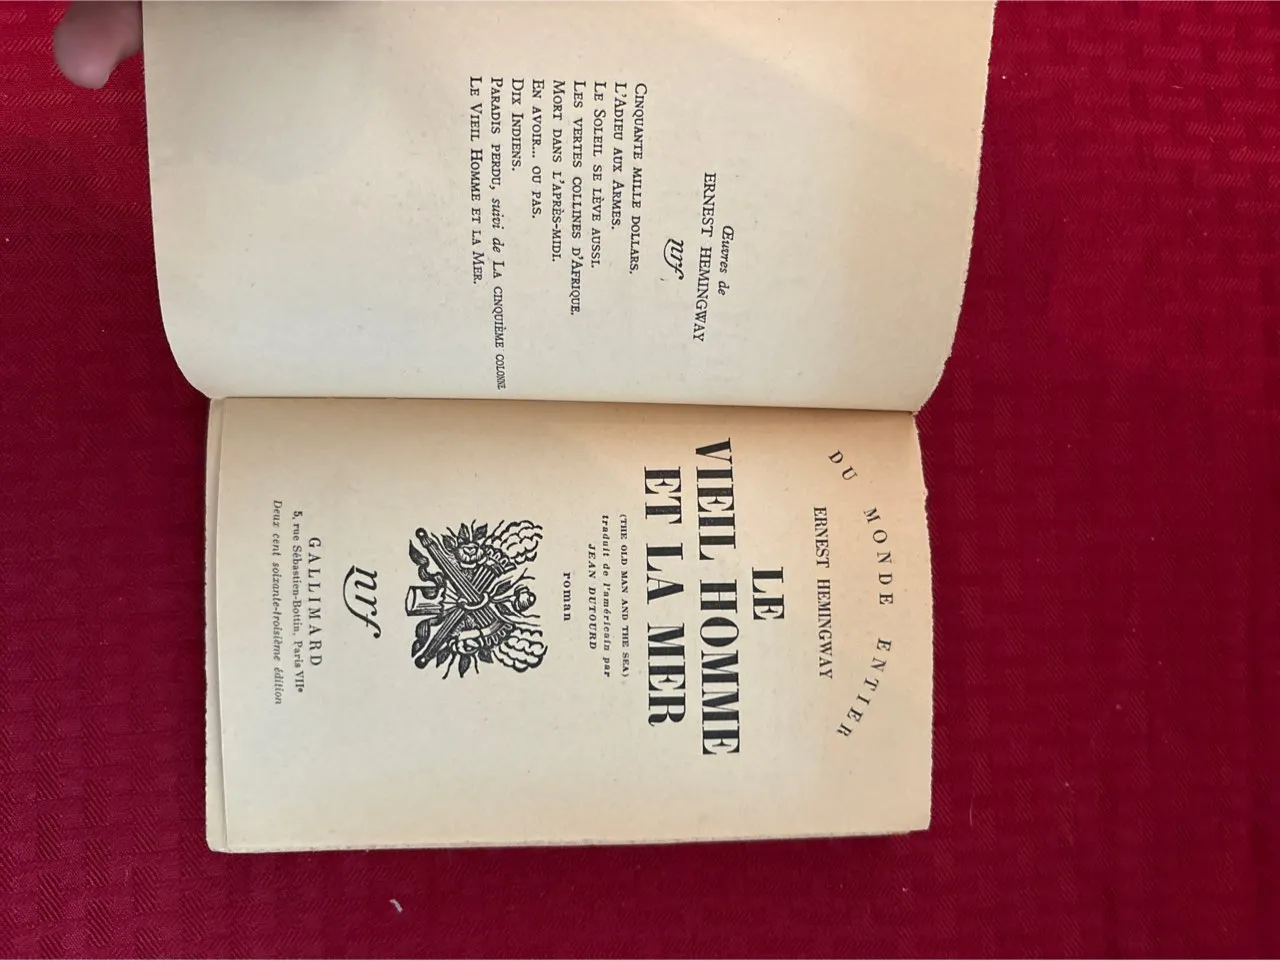 Œuvres de
ERNEST HEMINGWAY
nrf
CINQUANTE MILLE DOLLARS.
L'ADIEU AUX ARMES.
LE SOLEIL SE LÈVE AUSSI.
LES VERTES COLLINES D'AFRIQUE.
MORT DANS L'APRÈS-MIDI.
EN AVOIR... OU PAS.
DIX INDIENS.
PARADIS PERDU, suivi de LA CINQUIÈME COLONNE
LE VIEIL HOMME ET LA MER.
DU MONDE ENTIER
ERNEST HEMINGWAY
LE
VIEIL HOMME
ET LA MER
(THE OLD MAN AND THE SEA)
traduit de l'américain par
JEAN DUTOURD
roman
nrf
GALLIMARD
5, rue Sébastien-Bottin, Paris VIIe
Deux cent soixante-troisième édition